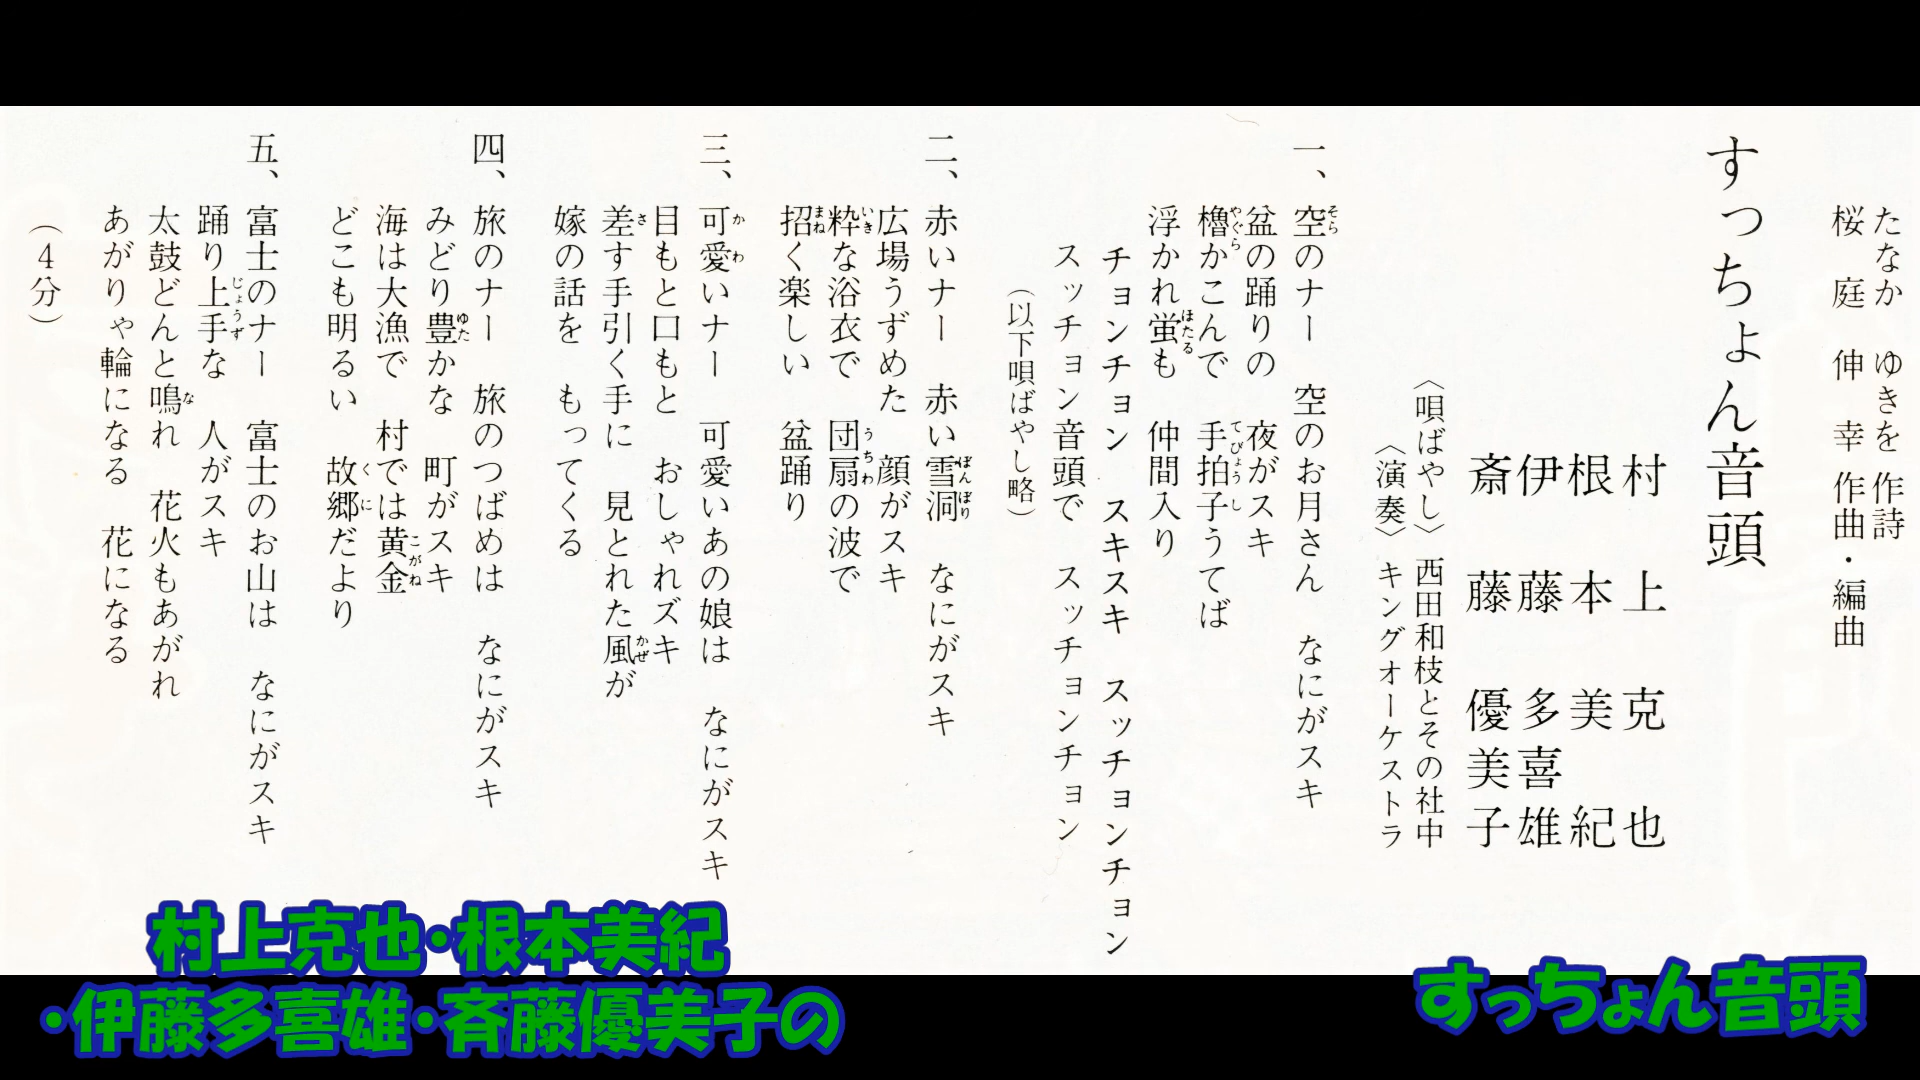 たなか ゆきを 作詩
桜庭伸幸 作曲・編曲
すっちょん音頭
村上克也
根本美紀
伊藤多喜雄
斎藤優美子
〈唄ばやし〉 西田和枝とその社中
〈演奏〉 キングオーケストラ
一、空のナー 空のお月さん なにがスキ
盆の踊りの 夜がスキ
櫓かこんで 手拍子うてば
浮かれ蛍も 仲間入り
チョンチョン スキスキ スッチョンチョン
スッチョン音頭で スッチョンチョン
(以下唄ばやし略)
二、赤いナー 赤い雪洞 なにがスキ
広場うずめた 顔がスキ
粋な浴衣で 団扇の波で
招く楽しい 盆踊り
三、可愛いナー 可愛いあの娘は なにがスキ
目もと口もと おしゃれズキ
差す手引く手に 見とれた風が
嫁の話を もってくる
四、旅のナー 旅のつばめは なにがスキ
みどり豊かな 町がスキ
海は大漁で 村では黄金
どこも明るい 故郷だより
五、富士のナー 富士のお山は なにがスキ
踊り上手な 人がスキ
太鼓どんと鳴れ 花火もあがれ
あがりゃ輪になる 花になる
(4分)
村上克也・根本美紀
・伊藤多喜雄・斉藤優美子の
すっちょん音頭